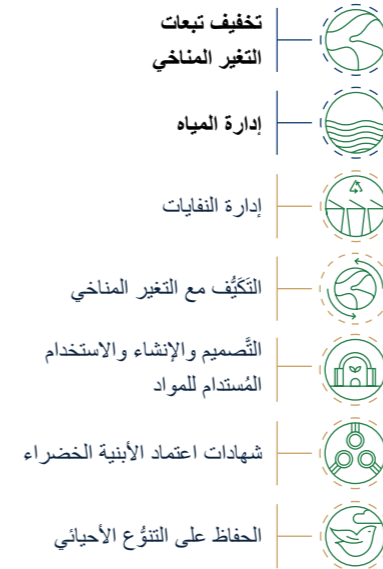 تخفيف تبعات
التغير المناخي
إدارة المياه
إدارة النفايات
التَكَيُّف مع التغير المناخي
التَّصميم والإنشاء والاستخدام
المُستدام للمواد
شهادات اعتماد الأبنية الخضراء
الحفاظ على التنوُّع الأحيائي